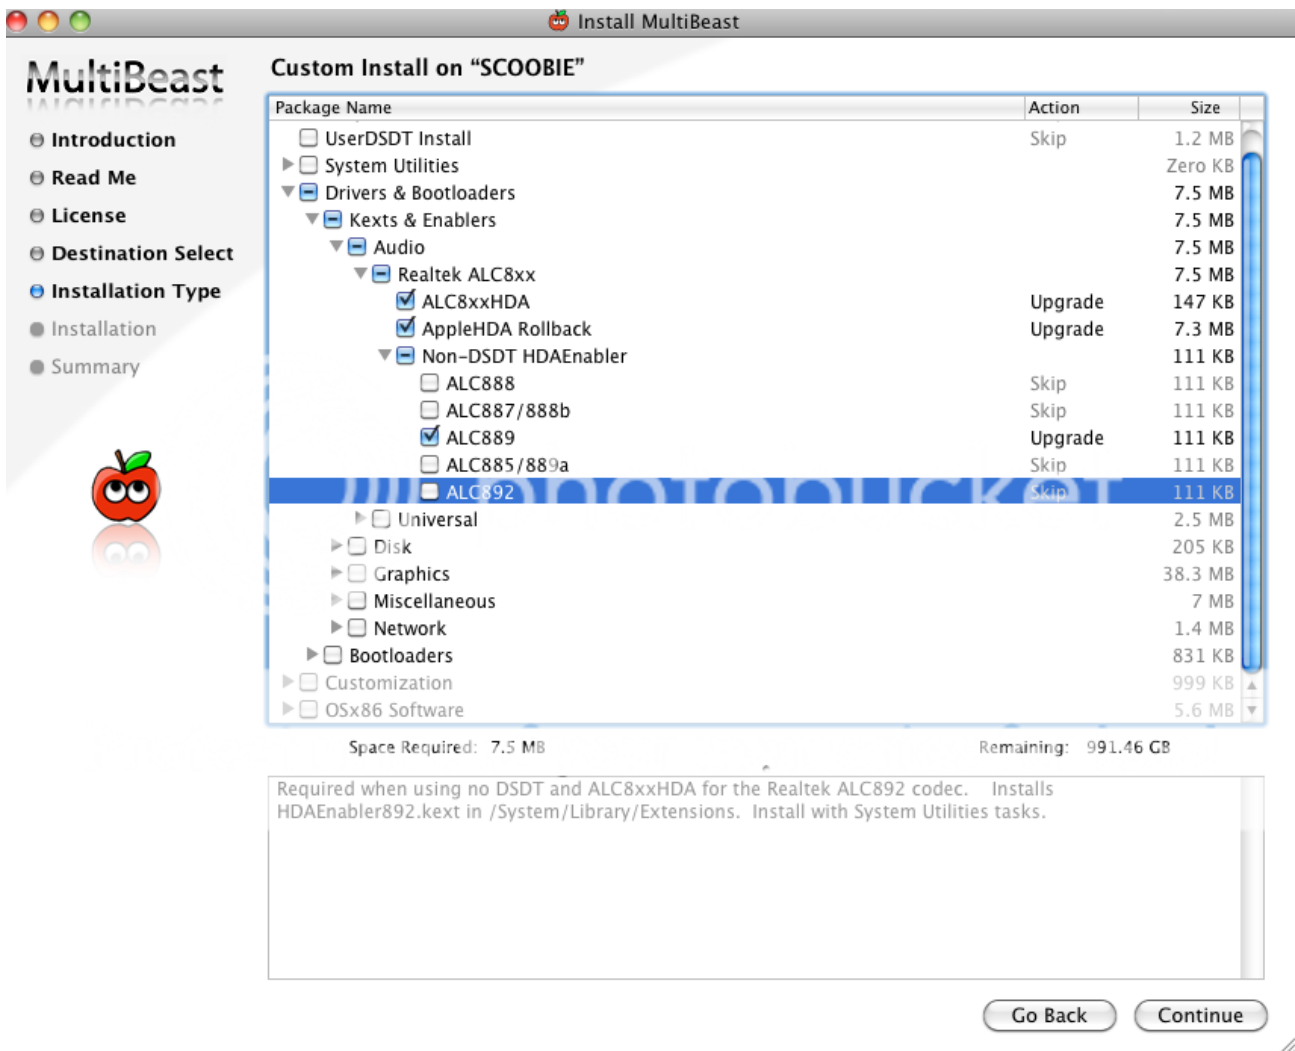 Install MultiBeast
MultiBeast
Custom Install on “SCOOBIE”
Introduction
Read Me
License
Destination Select
Installation Type
Installation
Summary
Package Name Action Size
UserDSDT Install Skip 1.2 MB
System Utilities Zero KB
Drivers & Bootloaders 7.5 MB
Kexts & Enablers 7.5 MB
Audio 7.5 MB
Realtek ALC8xx 7.5 MB
ALC8xxHDA Upgrade 147 KB
AppleHDA Rollback Upgrade 7.3 MB
Non-DSDT HDAEnabler 111 KB
ALC888 Skip 111 KB
ALC887/888b Skip 111 KB
ALC889 Upgrade 111 KB
ALC885/889a Skip 111 KB
ALC892 Skip 111 KB
photobucket
Universal 2.5 MB
Disk 205 KB
Graphics 38.3 MB
Miscellaneous 7 MB
Network 1.4 MB
Bootloaders 831 KB
Customization 999 KB
OSx86 Software 5.6 MB
Space Required: 7.5 MB Remaining: 991.46 GB
Required when using no DSDT and ALC8xxHDA for the Realtek ALC892 codec. Installs
HDAEnabler892.kext in /System/Library/Extensions. Install with System Utilities tasks.
Go Back Continue